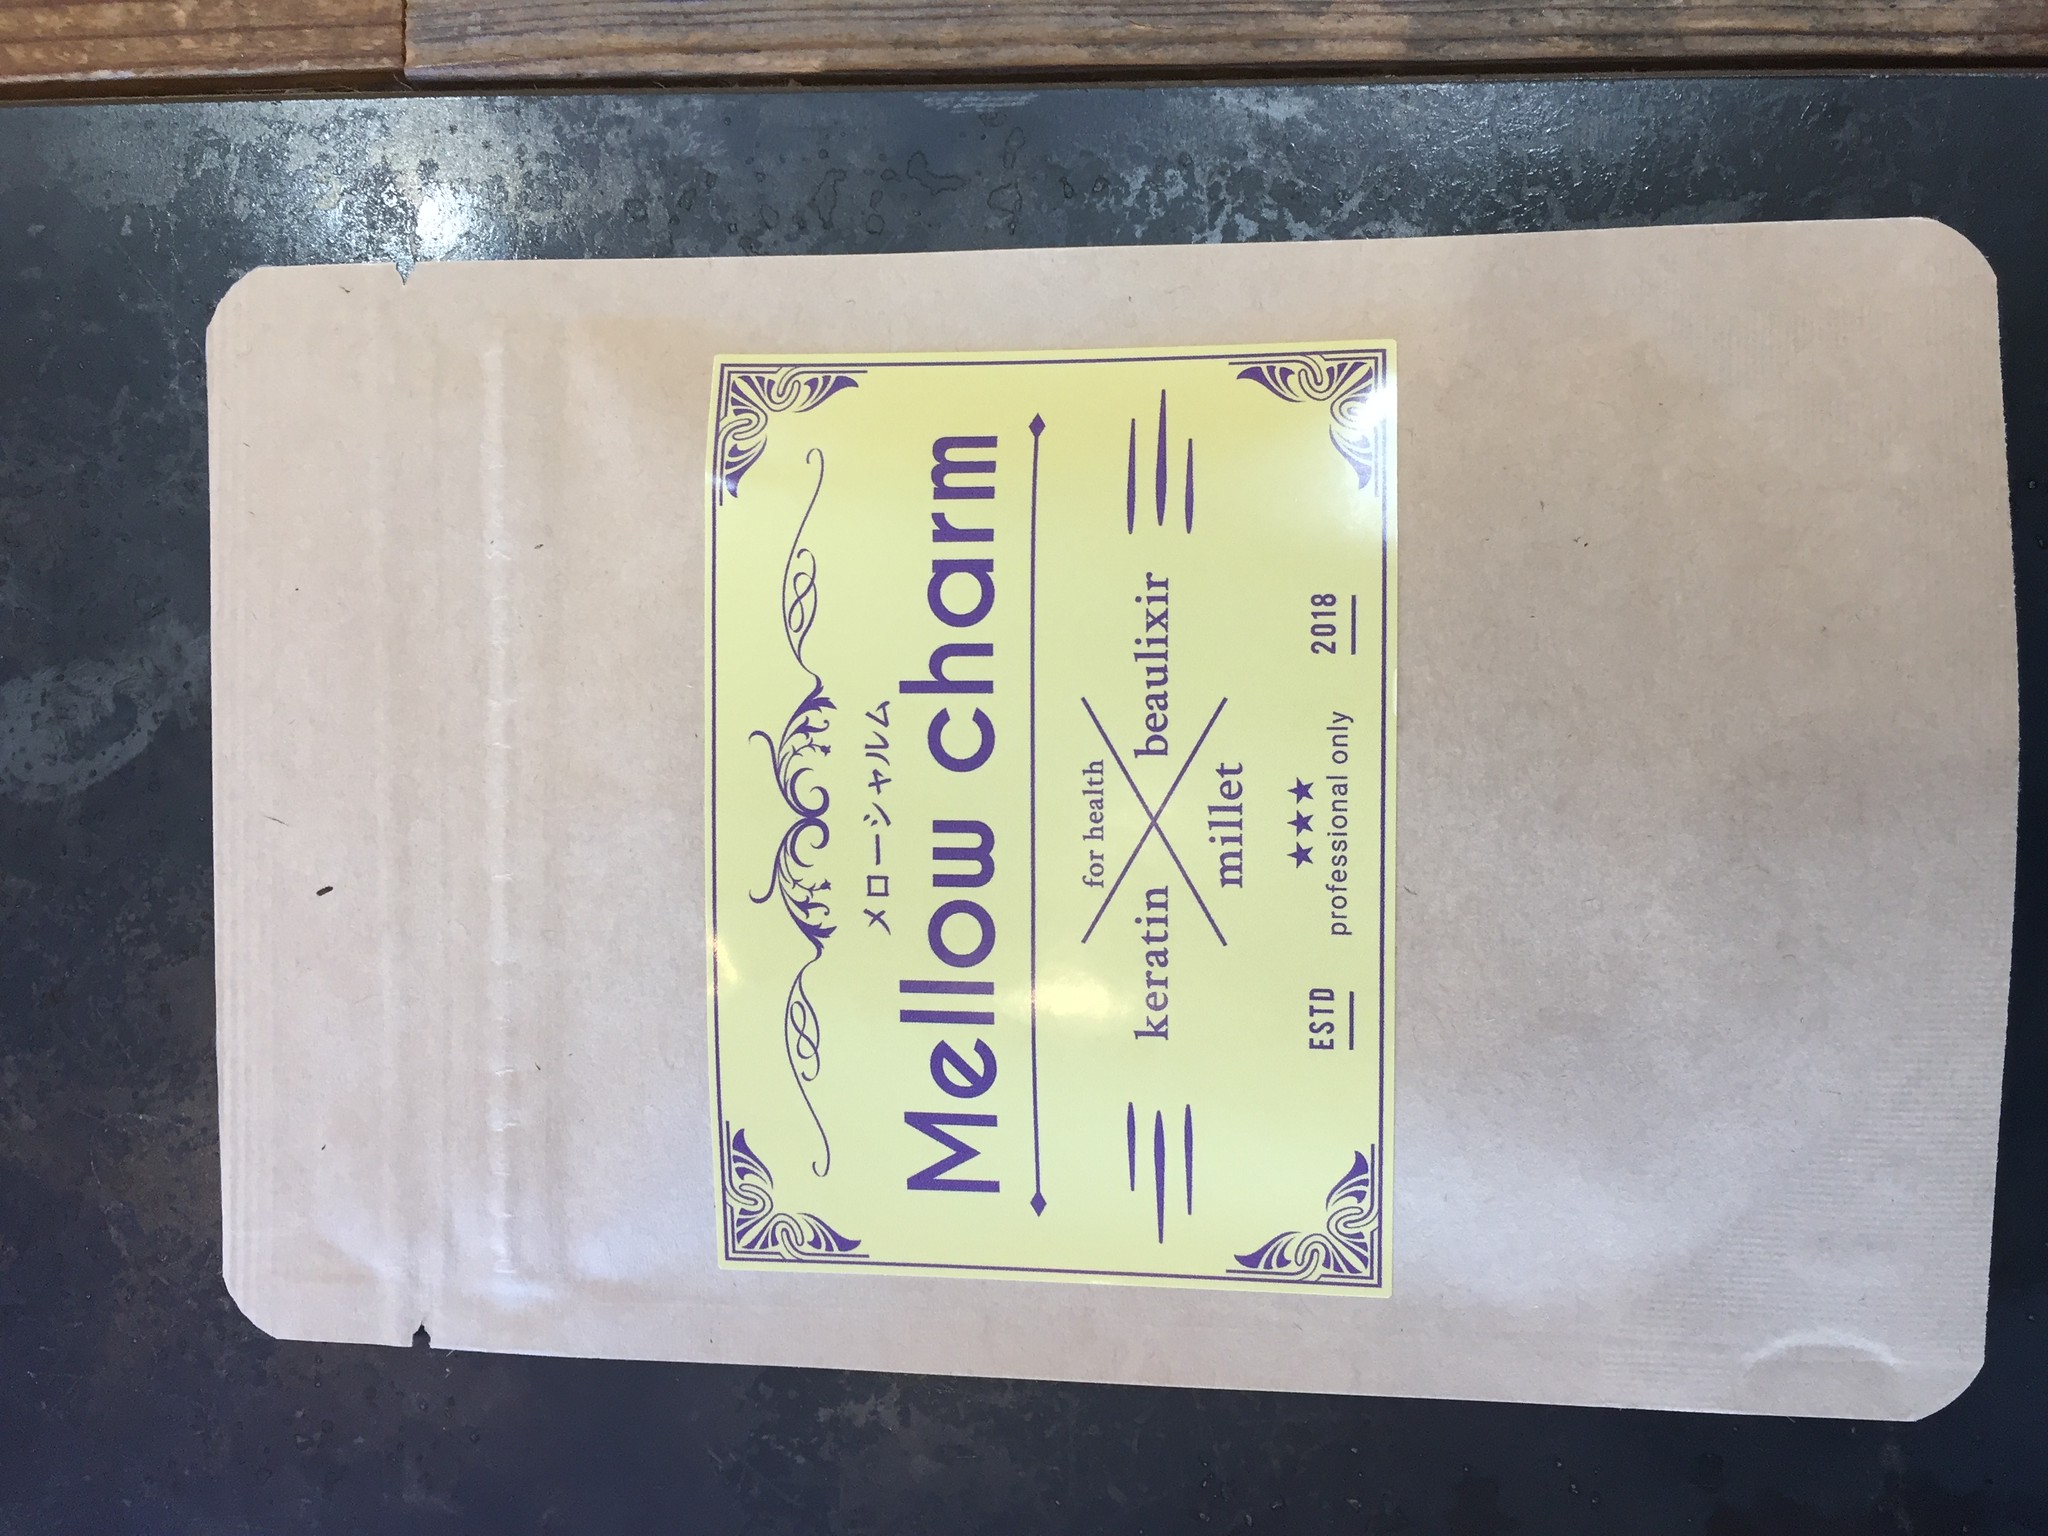 メローシャルム
Mellow charm
for health
keratin beaulixir
millet
ESTD professional only 2018